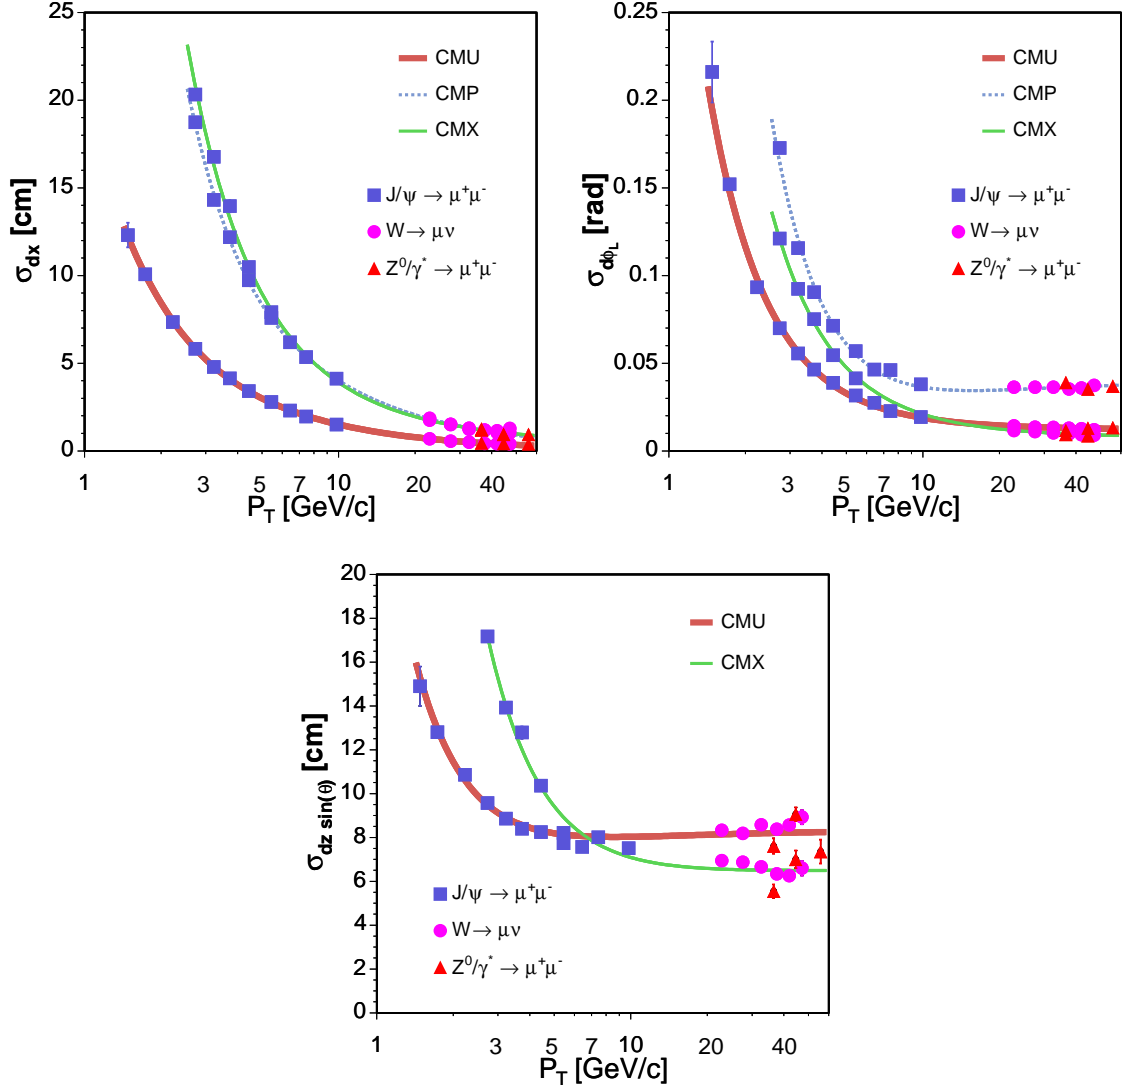 25
20
15
10
5
0
σdx [cm]
CMU
CMP
CMX
J/ψ → μ+μ-
W → μν
Z0/γ* → μ+μ-
1
3
5
7
10
20
40
PT [GeV/c]
0.25
0.2
0.15
0.1
0.05
0
σdϕL [rad]
CMU
CMP
CMX
J/ψ → μ+μ-
W → μν
Z0/γ* → μ+μ-
1
3
5
7
10
20
40
PT [GeV/c]
20
18
16
14
12
10
8
6
4
2
0
σdz sin(θ) [cm]
CMU
CMX
J/ψ → μ+μ-
W → μν
Z0/γ* → μ+μ-
1
3
5
7
10
20
40
PT [GeV/c]